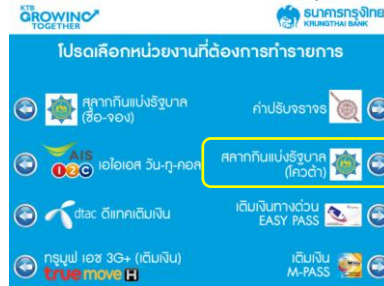 KTB
GROWING
TOGETHER
ธนาคารกรุงไทย
KRUNGTHAI BANK
โปรดเลือกหน่วยงานที่ต้องการทำรายการ
สลากกินแบ่งรัฐบาล
(ซื้อ-จอง)
ค่าปรับจราจร
AIS
12C
เอไอเอส วัน-ทู-คอล
สลากกินแบ่งรัฐบาล
(โควต้า)
dtac ดีแทคเติมเงิน
เติมเงินทางด่วน
EASY PASS
ทรูมูฟ เอช 3G+ (เติมเงิน)
truemove H
เติมเงิน
M-PASS